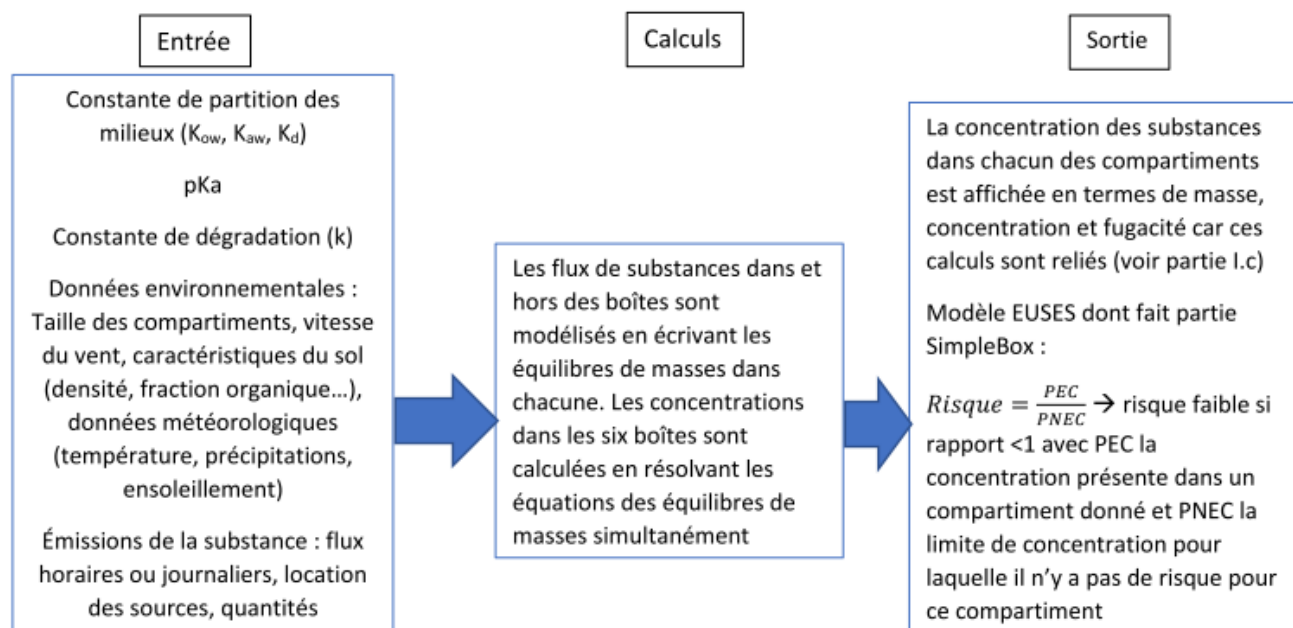 Entrée
Constante de partition des
milieux (Kow, Kaw, Kd)
pKa
Constante de dégradation (k)
Données environnementales :
Taille des compartiments, vitesse
du vent, caractéristiques du sol
(densité, fraction organique…),
données météorologiques
(température, précipitations,
ensoleillement)
Émissions de la substance : flux
horaires ou journaliers, location
des sources, quantités
Calculs
Les flux de substances dans et
hors des boîtes sont
modélisés en écrivant les
équilibres de masses dans
chacune. Les concentrations
dans les six boîtes sont
calculées en résolvant les
équations des équilibres de
masses simultanément
Sortie
La concentration des substances
dans chacun des compartiments
est affichée en termes de masse,
concentration et fugacité car ces
calculs sont reliés (voir partie I.c)
Modèle EUSES dont fait partie
SimpleBox :
Risque = PEC/PNEC → risque faible si
rapport <1 avec PEC la
concentration présente dans un
compartiment donné et PNEC la
limite de concentration pour
laquelle il n’y a pas de risque pour
ce compartiment